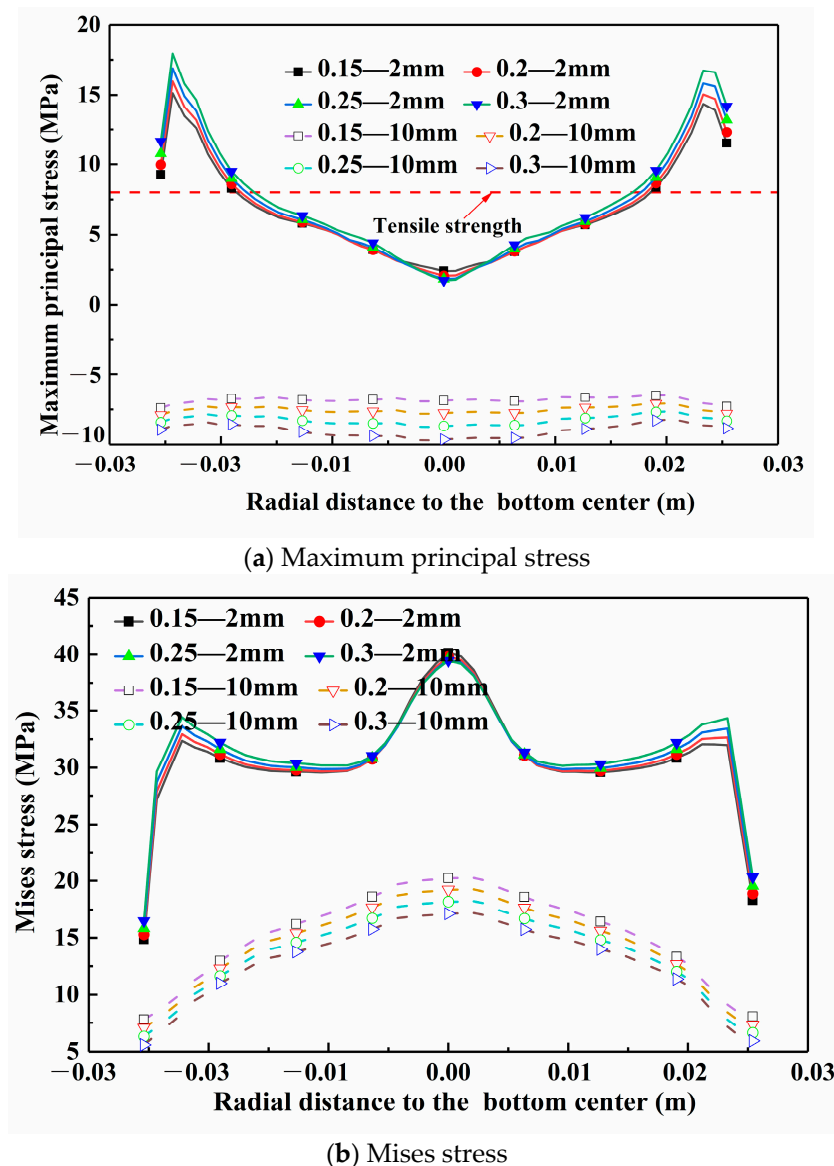 20
15
10
5
0
−5
−10
Maximum principal stress (MPa)
0.15—2mm 0.2—2mm
0.25—2mm 0.3—2mm
0.15—10mm 0.2—10mm
0.25—10mm 0.3—10mm
Tensile strength
−0.03 −0.03 −0.01 0.00 0.01 0.02 0.03
Radial distance to the bottom center (m)
(a) Maximum principal stress
45
40
35
30
25
20
15
10
5
Mises stress (MPa)
0.15—2mm 0.2—2mm
0.25—2mm 0.3—2mm
0.15—10mm 0.2—10mm
0.25—10mm 0.3—10mm
−0.03 −0.03 −0.01 0.00 0.01 0.02 0.03
Radial distance to the bottom center (m)
(b) Mises stress